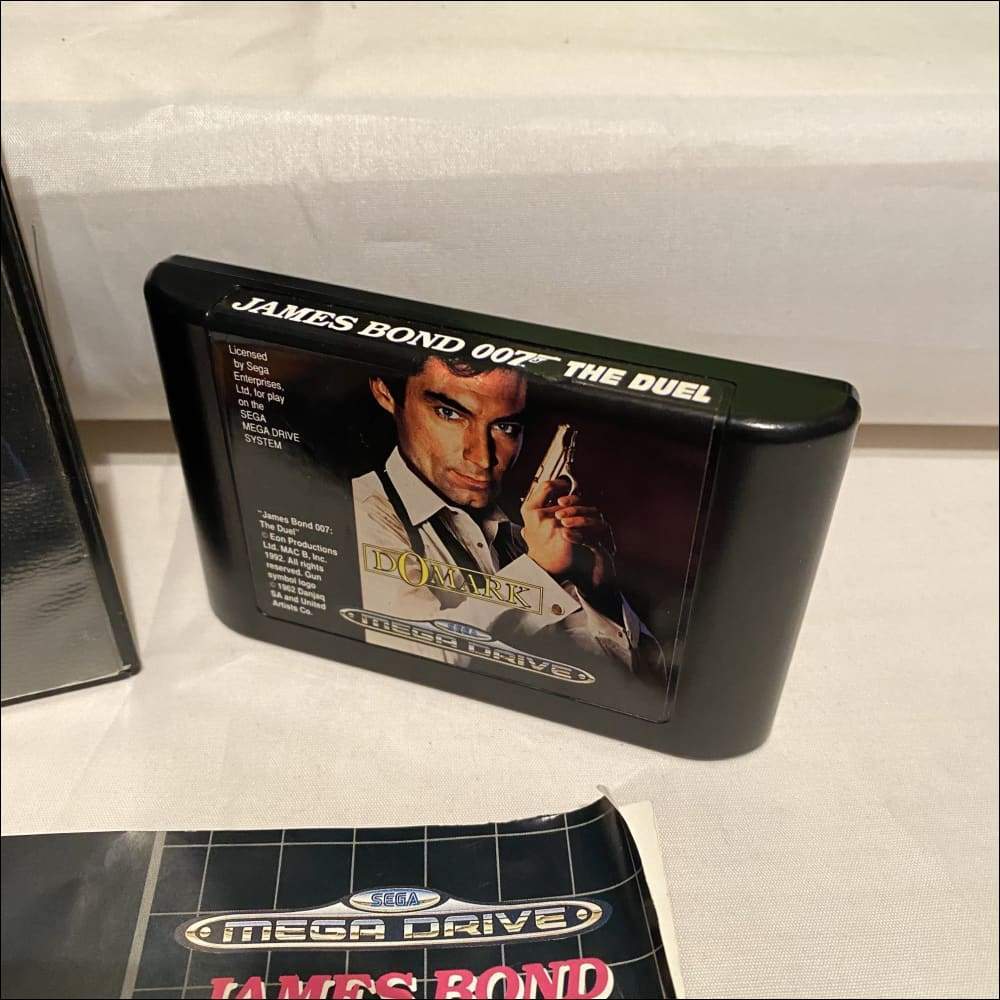 JAMES BOND 007 THE DUEL
Licensed
by Sega
Enterprises,
Ltd, for play
on the
SEGA
MEGA DRIVE
SYSTEM
"James Bond 007:
The Duel"
© Eon Productions
Ltd. MAC B, Inc.
1992. All rights
reserved. Gun
symbol logo
© 1962 Danjaq
SA and United
Artists Co.
DOMARK
SEGA
MEGA DRIVE
SEGA
MEGA DRIVE
JAMES BOND